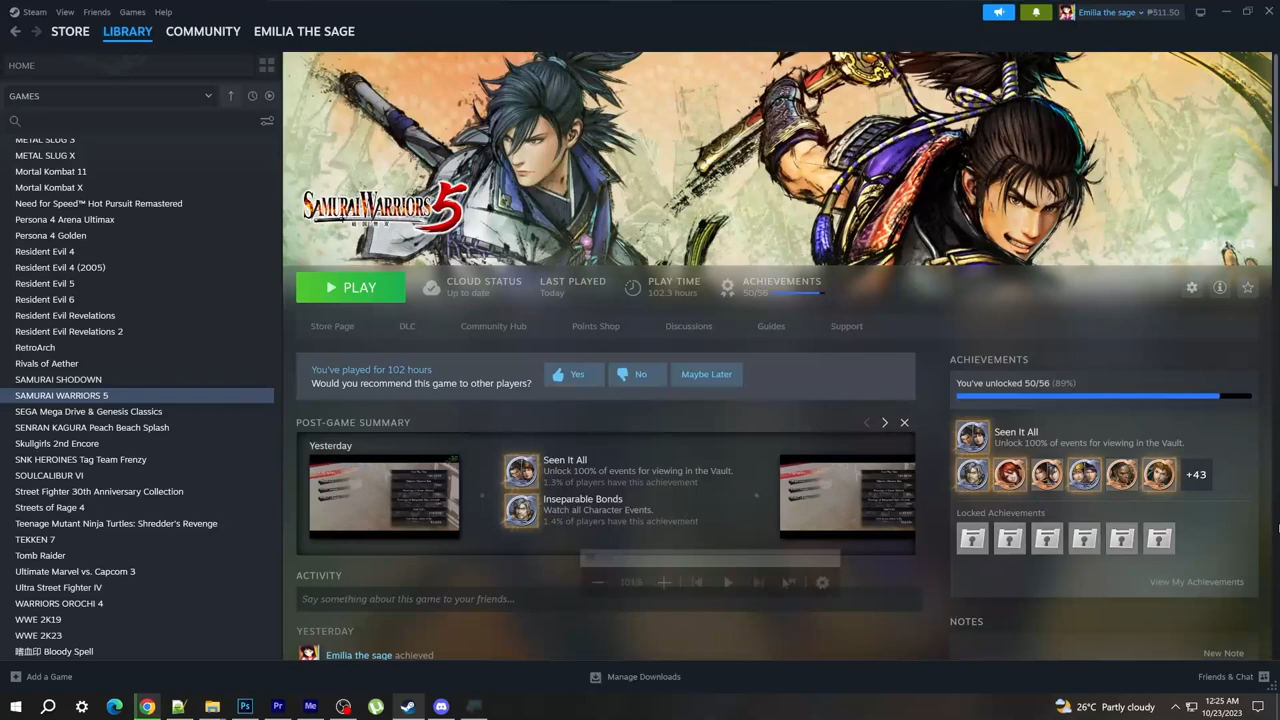 Steam View Friends Games Help
Emilia the sage ₱511.50
STORE LIBRARY COMMUNITY EMILIA THE SAGE
HOME
GAMES
METAL SLUG 3
METAL SLUG X
Mortal Kombat 11
Mortal Kombat X
Need for Speed™ Hot Pursuit Remastered
Persona 4 Arena Ultimax
Persona 4 Golden
Resident Evil 4
Resident Evil 4 (2005)
Resident Evil 5
Resident Evil 6
Resident Evil Revelations
Resident Evil Revelations 2
RetroArch
Rivals of Aether
SAMURAI SHODOWN
SAMURAI WARRIORS 5
SEGA Mega Drive & Genesis Classics
SENRAN KAGURA Peach Beach Splash
Skullgirls 2nd Encore
SNK HEROINES Tag Team Frenzy
SOULCALIBUR VI
Street Fighter 30th Anniversary Collection
Streets of Rage 4
Teenage Mutant Ninja Turtles: Shredder's Revenge
TEKKEN 7
Tomb Raider
Ultimate Marvel vs. Capcom 3
Ultra Street Fighter IV
WARRIORS OROCHI 4
WWE 2K19
WWE 2K23
嗜血印 Bloody Spell
SAMURAI WARRIORS 5
PLAY
CLOUD STATUS
Up to date
LAST PLAYED
Today
PLAY TIME
102.3 hours
ACHIEVEMENTS
50/56
Store Page DLC Community Hub Points Shop Discussions Guides Support
You've played for 102 hours
Would you recommend this game to other players?
Yes No Maybe Later
POST-GAME SUMMARY
Yesterday
Seen It All
Unlock 100% of events for viewing in the Vault.
1.3% of players have this achievement
Inseparable Bonds
Watch all Character Events.
1.4% of players have this achievement
ACTIVITY
Say something about this game to your friends...
YESTERDAY
Emilia the sage achieved
ACHIEVEMENTS
You've unlocked 50/56 (89%)
Seen It All
Unlock 100% of events for viewing in the Vault.
+43
Locked Achievements
View My Achievements
NOTES
New Note
Add a Game
Manage Downloads
Friends & Chat
26°C Partly cloudy
12:25 AM
10/23/2023